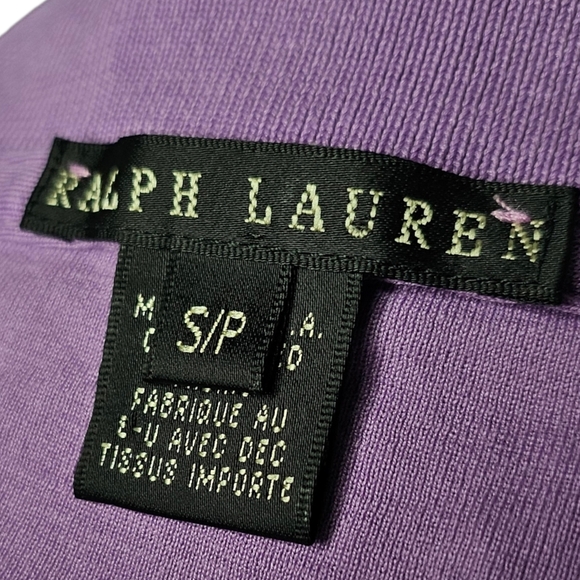 RALPH LAUREN
S/P
FABRIQUE AU
E-U AVEC DEC
TISSUS IMPORTE